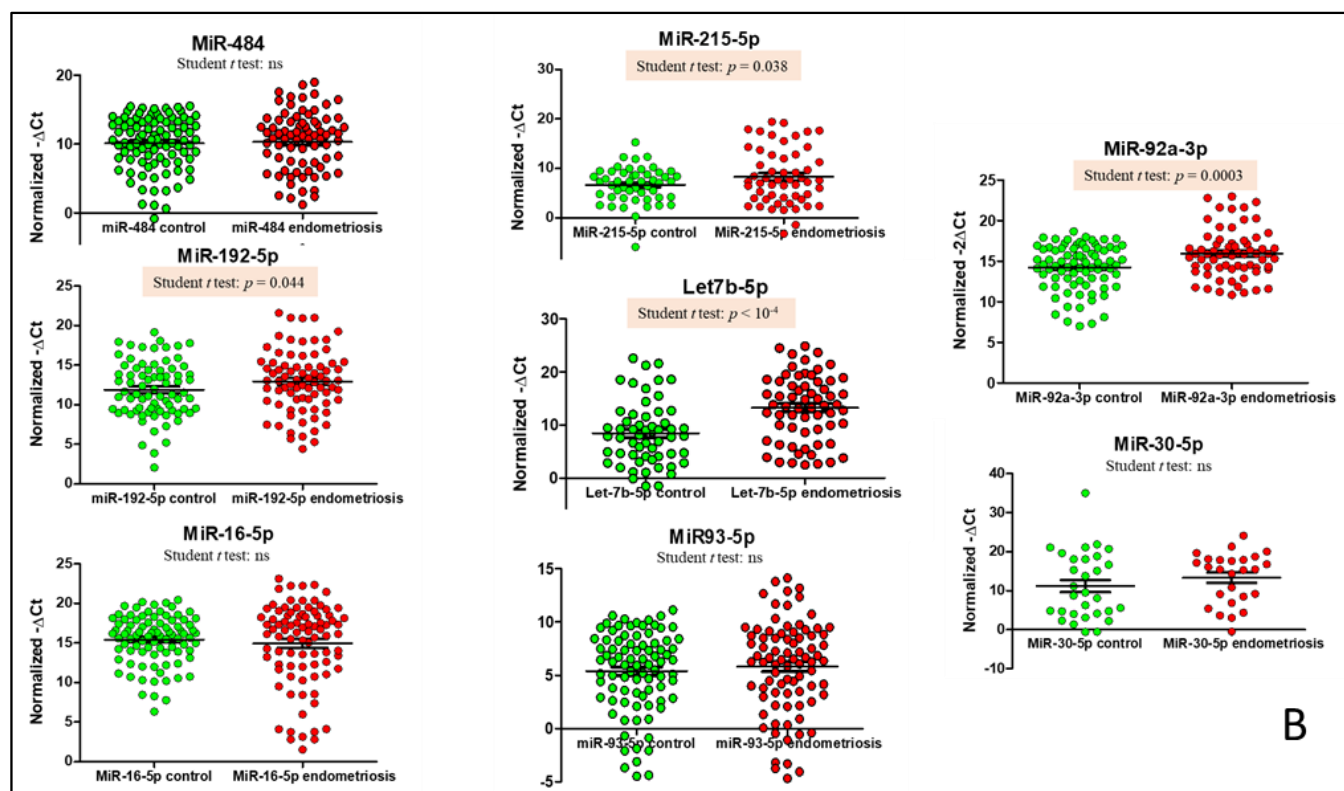 MiR-484
Student t test: ns
Normalized -ΔCt
20
10
0
miR-484 control
miR-484 endometriosis
MiR-192-5p
Student t test: p = 0.044
Normalized -ΔCt
25
20
15
10
5
0
miR-192-5p control
miR-192-5p endometriosis
MiR-16-5p
Student t test: ns
Normalized -ΔCt
25
20
15
10
5
0
MiR-16-5p control
MiR-16-5p endometriosis
MiR-215-5p
Student t test: p = 0.038
Normalized -ΔCt
30
20
10
0
MiR-215-5p control
MiR-215-5p endometriosis
Let7b-5p
Student t test: p < 10-4
Normalized -ΔCt
30
20
10
0
Let-7b-5p control
Let-7b-5p endometriosis
MiR93-5p
Student t test: ns
Normalized -ΔCt
15
10
5
0
-5
miR-93-5p control
miR-93-5p endometriosis
MiR-92a-3p
Student t test: p = 0.0003
Normalized -2ΔCt
25
20
15
10
5
0
MiR-92a-3p control
MiR-92a-3p endometriosis
MiR-30-5p
Student t test: ns
Normalized -ΔCt
40
30
20
10
0
-10
MiR-30-5p control
MiR-30-5p endometriosis
B